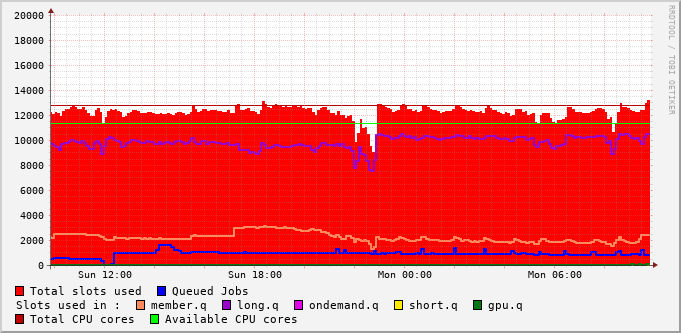 20000
18000
16000
14000
12000
10000
8000
6000
4000
2000
0
Sun 12:00 Sun 18:00 Mon 00:00 Mon 06:00
RRDTOOL / TOBI OETIKER
Total slots used Queued Jobs
Slots used in : member.q long.q ondemand.q short.q gpu.q
Total CPU cores Available CPU cores